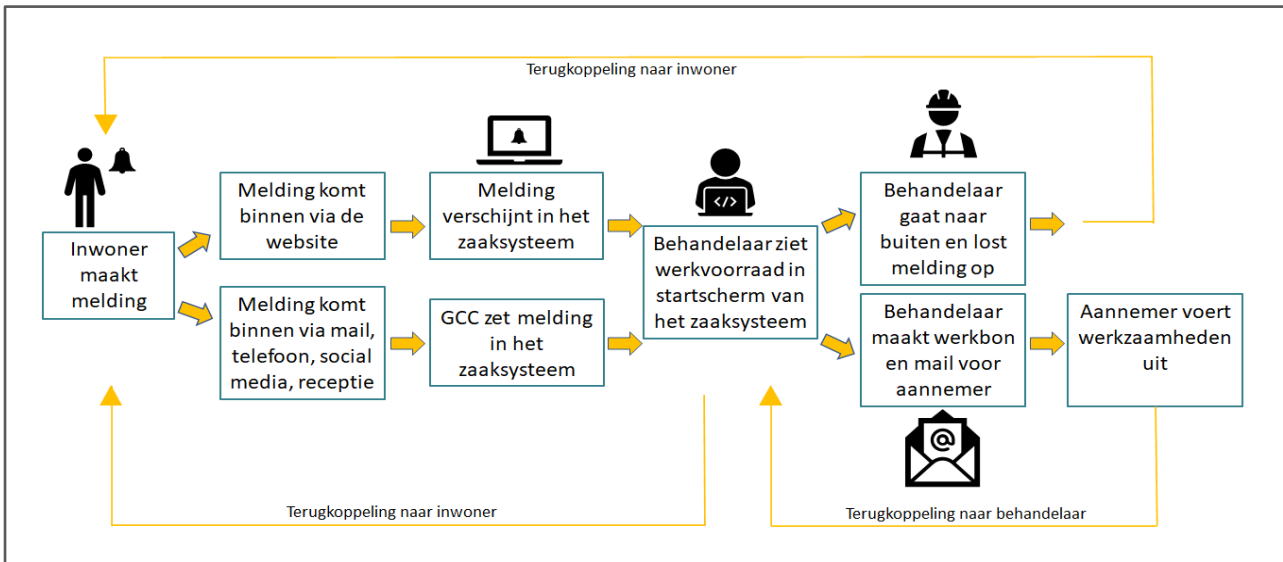 Terugkoppeling naar inwoner
Inwoner
maakt
melding
Melding komt
binnen via de
website
Melding
verschijnt in het
zaaksysteem
Melding komt
binnen via mail,
telefoon, social
media, receptie
GCC zet melding
in het
zaaksysteem
</>
Behandelaar ziet
werkvoorraad in
startscherm van
het zaaksysteem
Behandelaar
gaat naar
buiten en lost
melding op
Behandelaar
maakt werkbon
en mail voor
aannemer
@
Aannemer voert
werkzaamheden
uit
Terugkoppeling naar inwoner
Terugkoppeling naar behandelaar